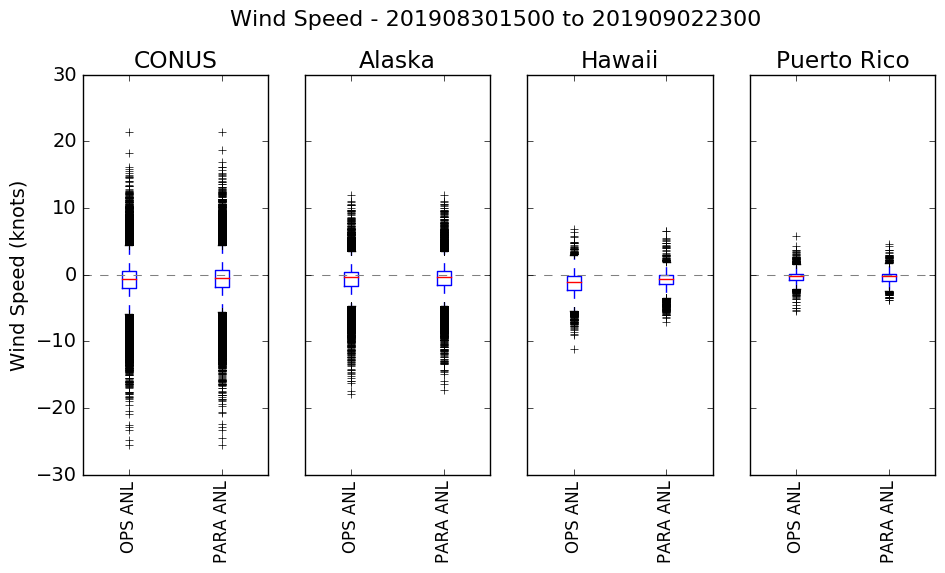 Wind Speed - 201908301500 to 201909022300
CONUS
Alaska
Hawaii
Puerto Rico
Wind Speed (knots)
30
20
10
0
−10
−20
−30
OPS ANL
PARA ANL
OPS ANL
PARA ANL
OPS ANL
PARA ANL
OPS ANL
PARA ANL